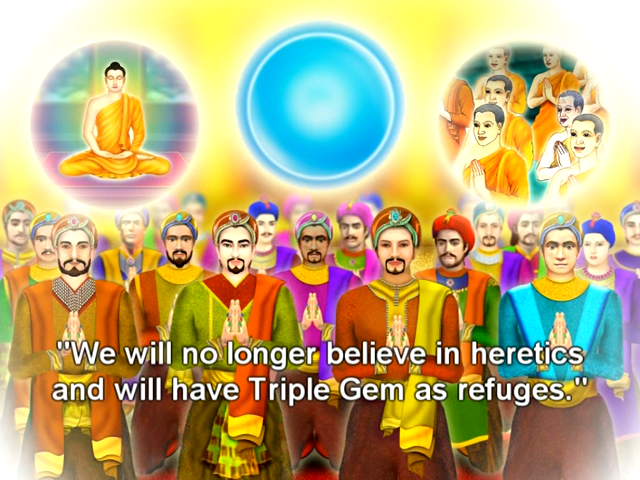 "We will no longer believe in heretics
and will have Triple Gem as refuges."